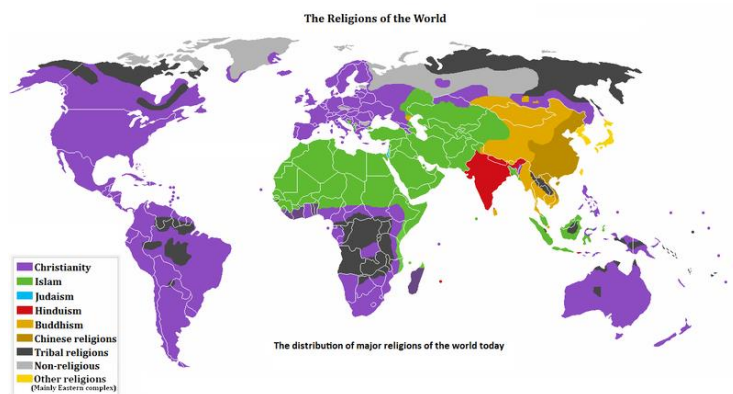 The Religions of the World
Christianity
Islam
Judaism
Hinduism
Buddhism
Chinese religions
Tribal religions
Non-religious
Other religions
(Mainly Eastern complex)
The distribution of major religions of the world today